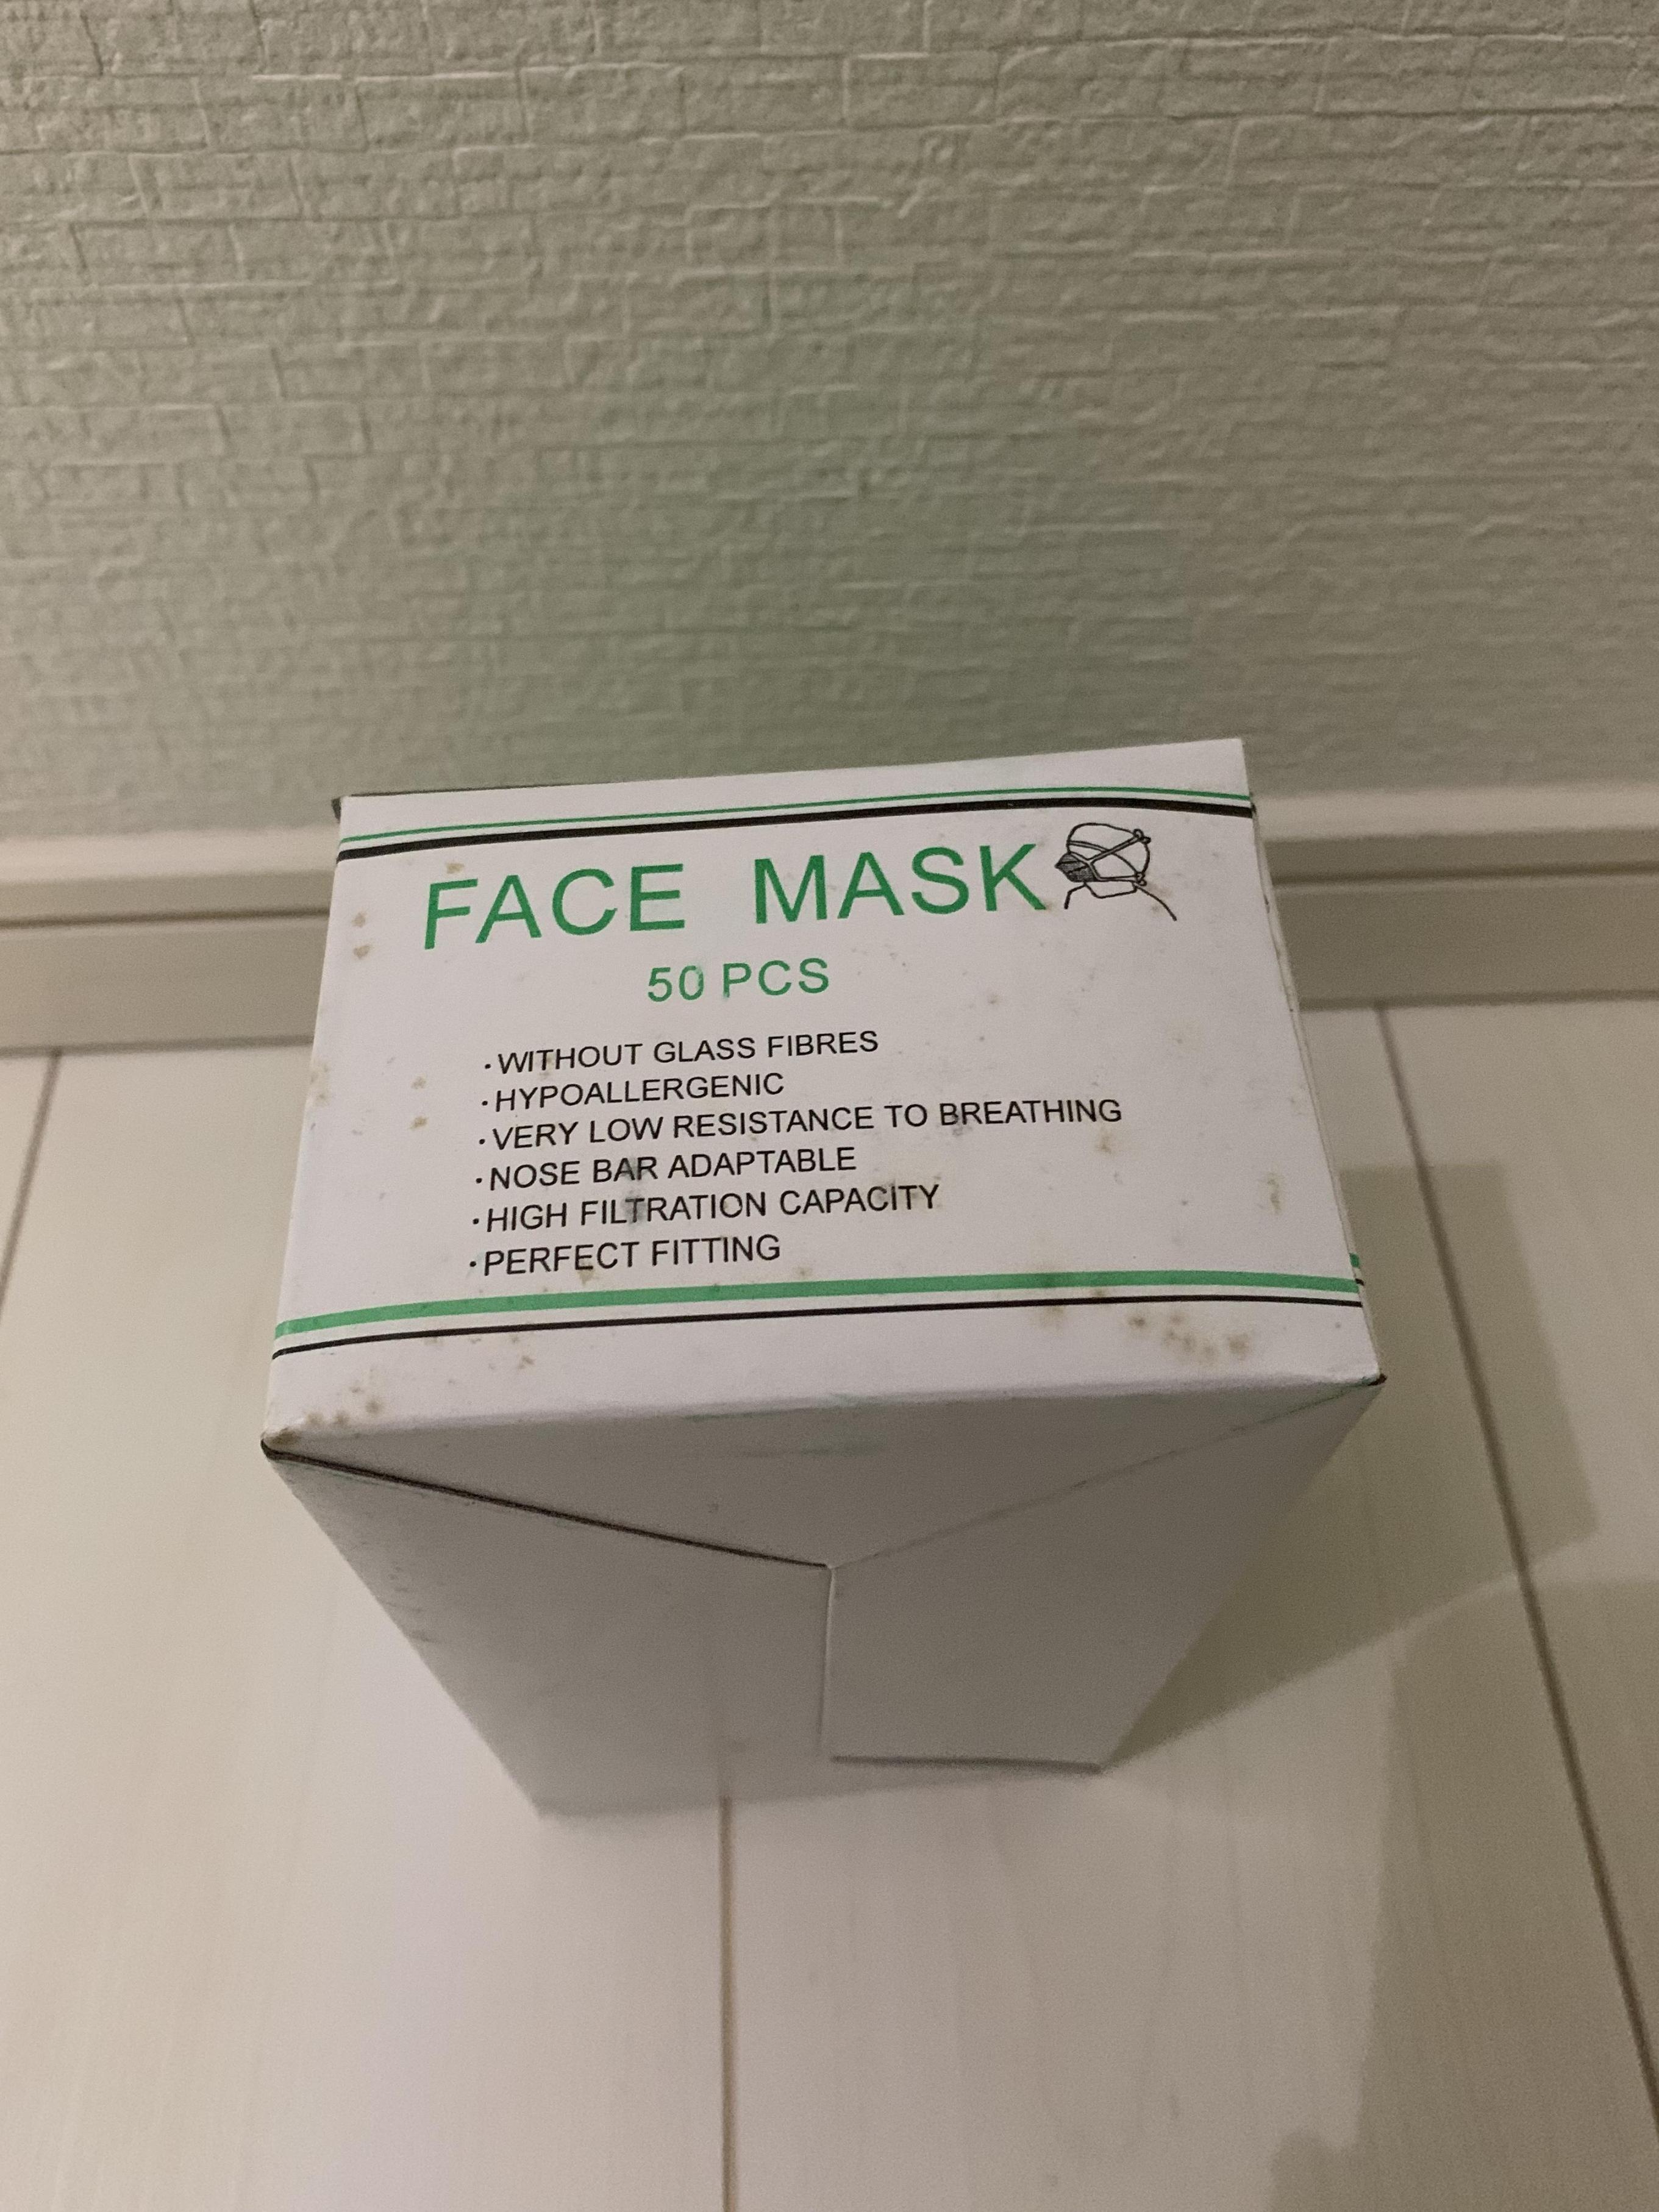 FACE MASK
50 PCS
·WITHOUT GLASS FIBRES
·HYPOALLERGENIC
·VERY LOW RESISTANCE TO BREATHING
·NOSE BAR ADAPTABLE
·HIGH FILTRATION CAPACITY
·PERFECT FITTING